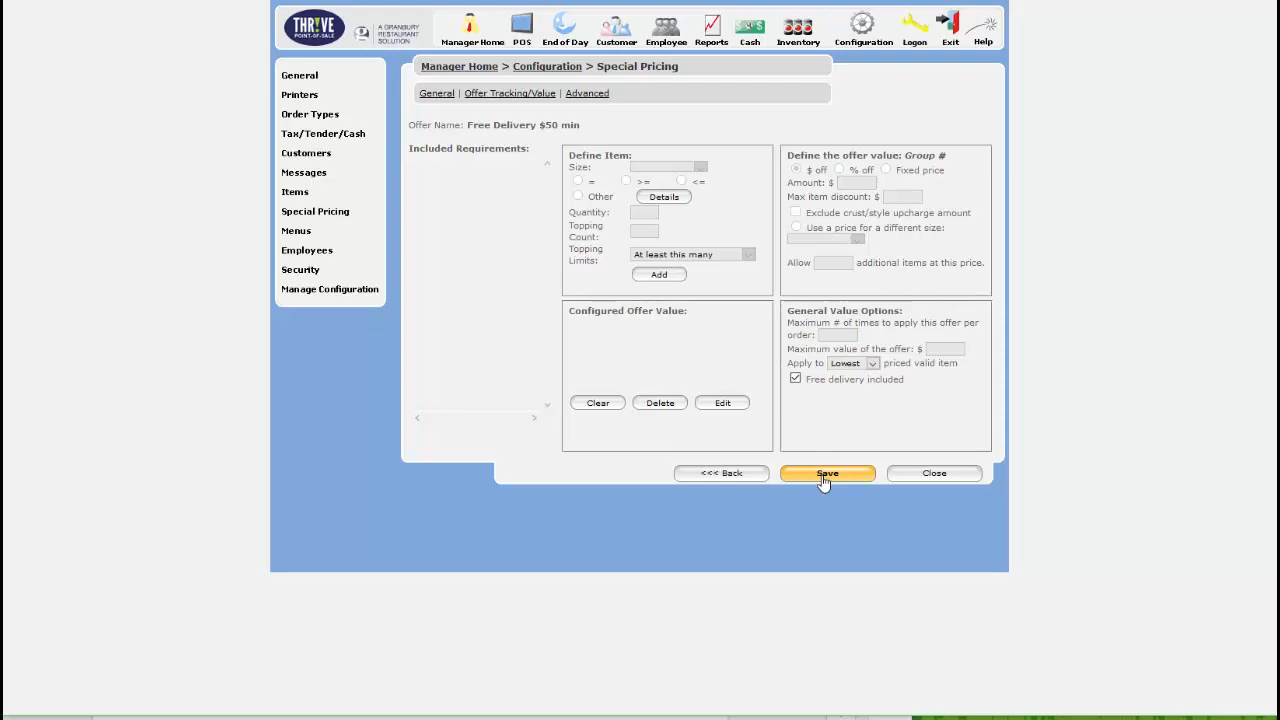 THRIVE
POINT-OF-SALE
A GRANBURY
RESTAURANT
SOLUTION
Manager Home POS End of Day Customer Employee Reports Cash Inventory Configuration Logon Exit Help
General
Printers
Order Types
Tax/Tender/Cash
Customers
Messages
Items
Special Pricing
Menus
Employees
Security
Manage Configuration
Manager Home > Configuration > Special Pricing
General | Offer Tracking/Value | Advanced
Offer Name: Free Delivery $50 min
Included Requirements:
Define Item:
Size:
= >= <=
Other Details
Quantity:
Topping
Count:
Topping
Limits: At least this many
Add
Define the offer value: Group #
$ off % off Fixed price
Amount: $
Max item discount: $
Exclude crust/style upcharge amount
Use a price for a different size:
Allow additional items at this price.
Configured Offer Value:
Clear Delete Edit
General Value Options:
Maximum # of times to apply this offer per
order:
Maximum value of the offer: $
Apply to Lowest priced valid item
Free delivery included
<<< Back Save Close